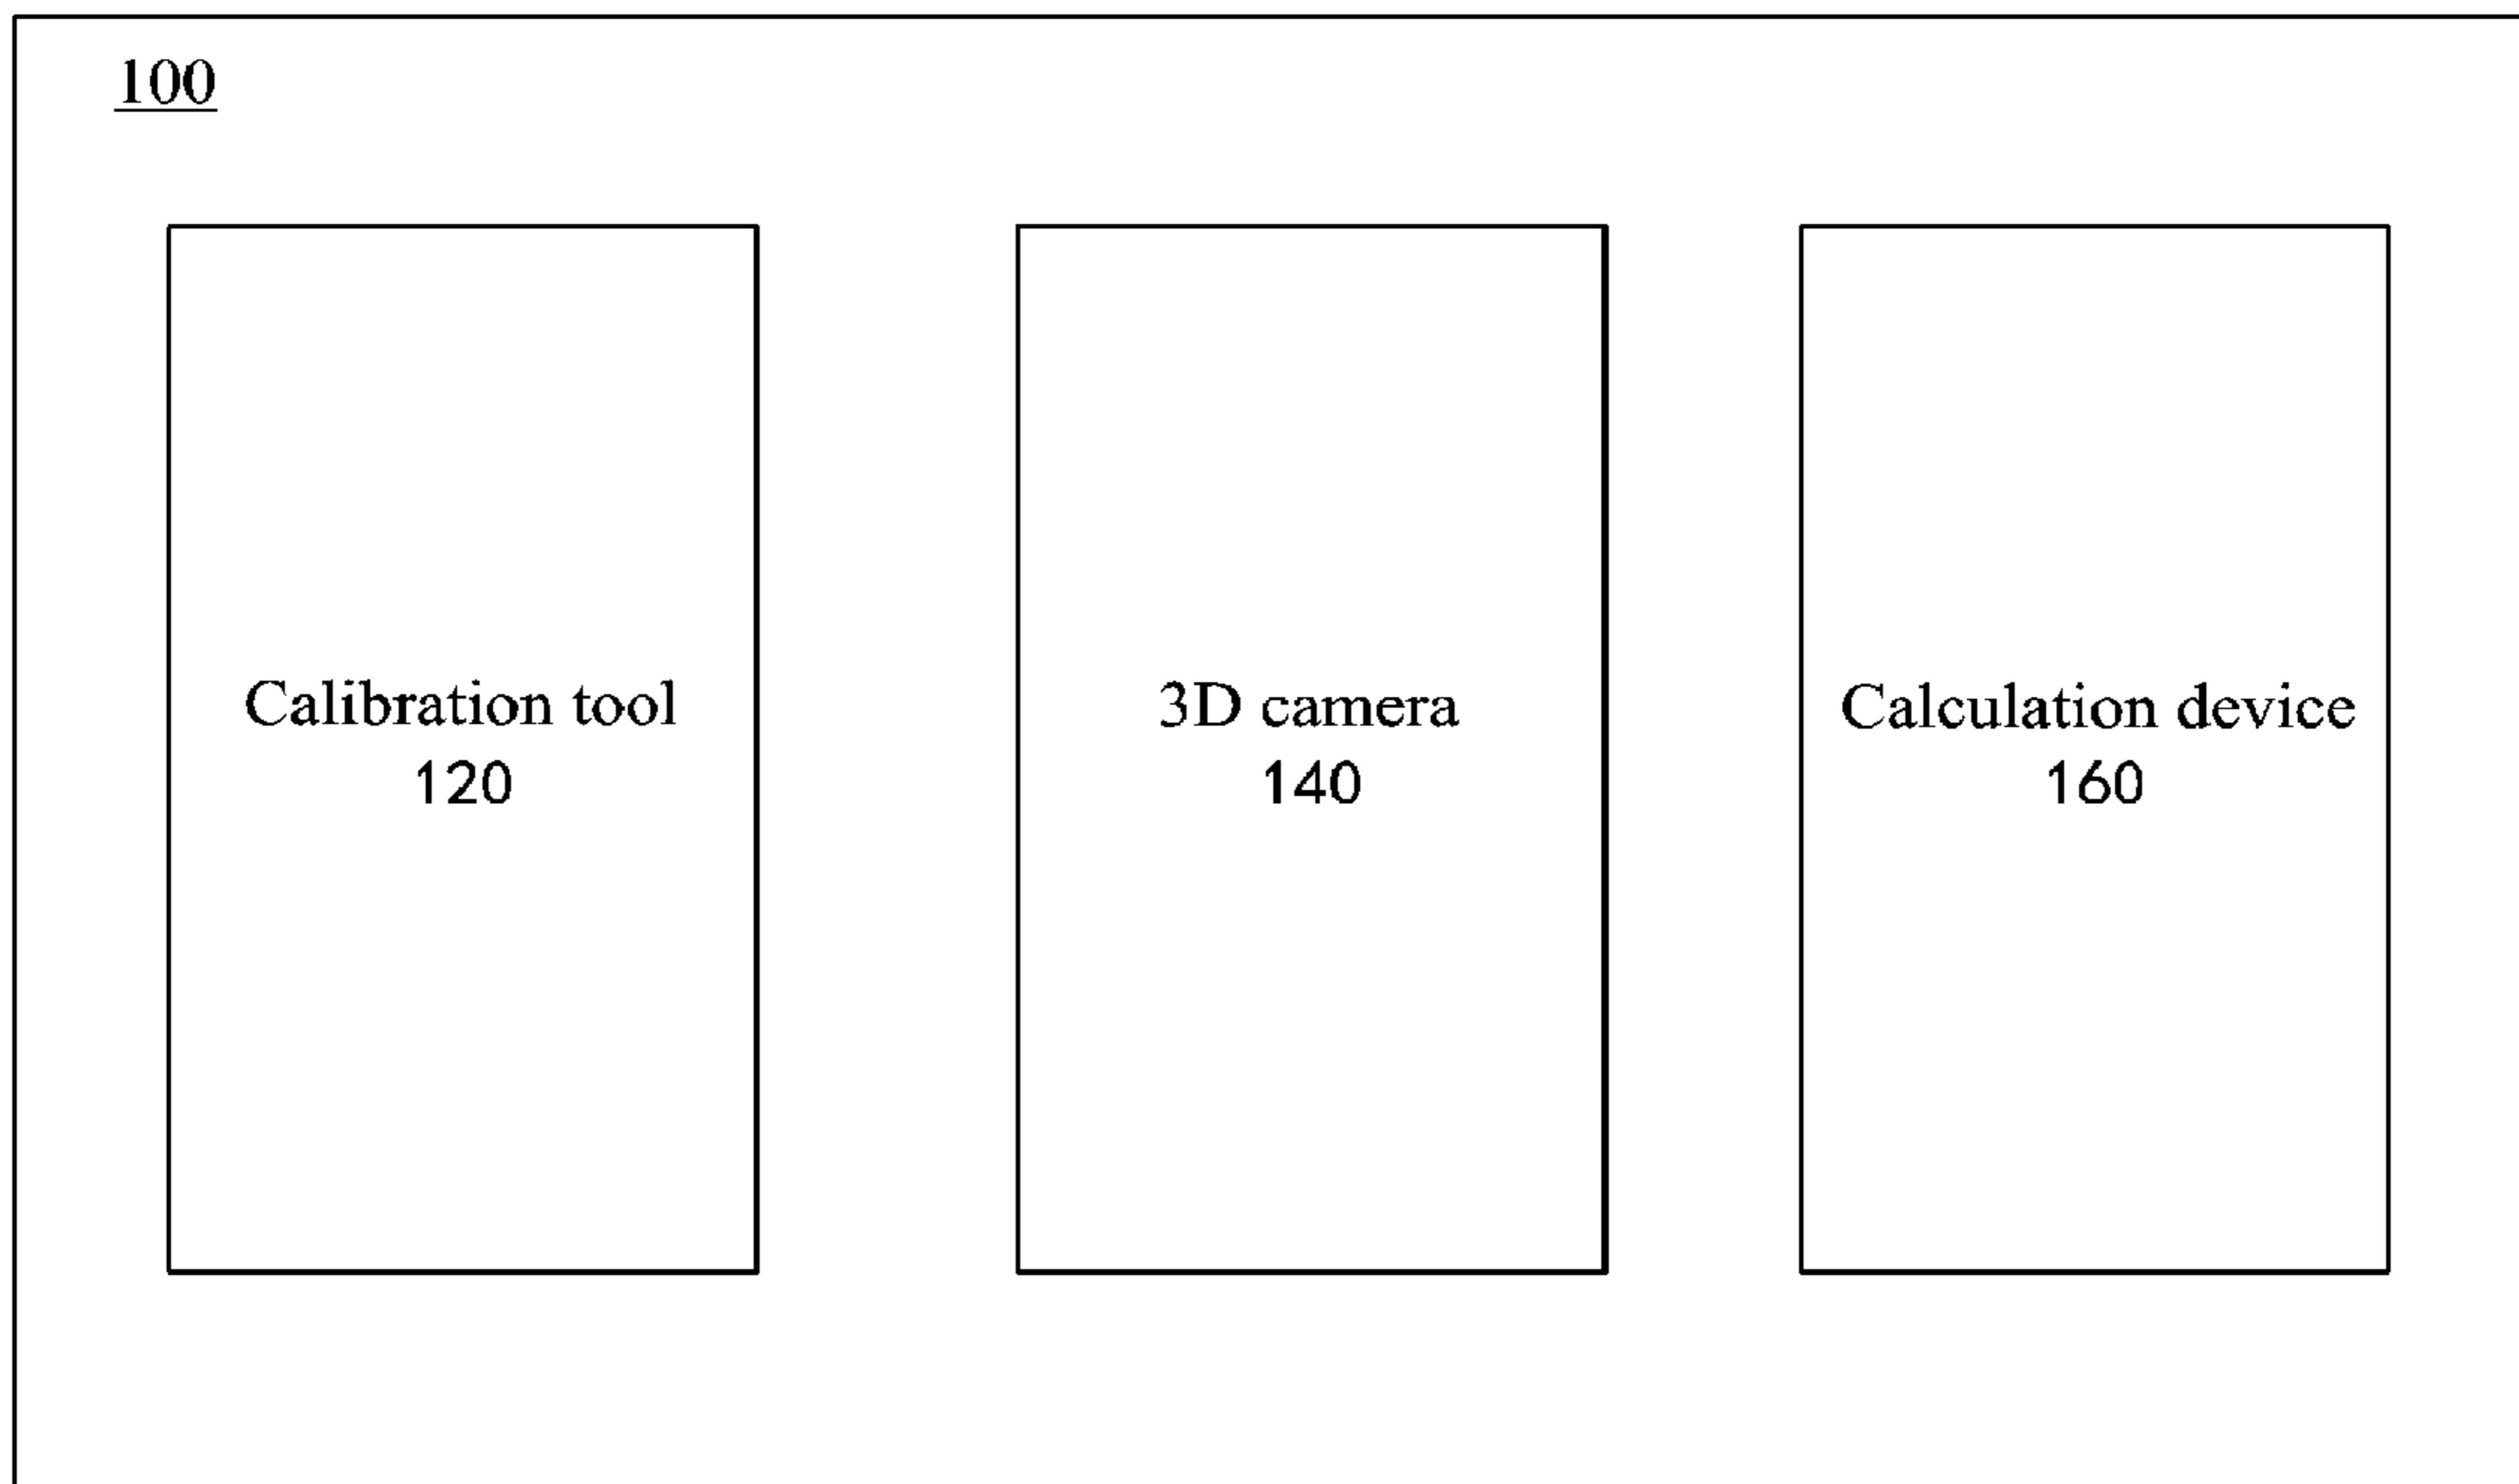 100
Calibration tool
120
3D camera
140
Calculation device
160